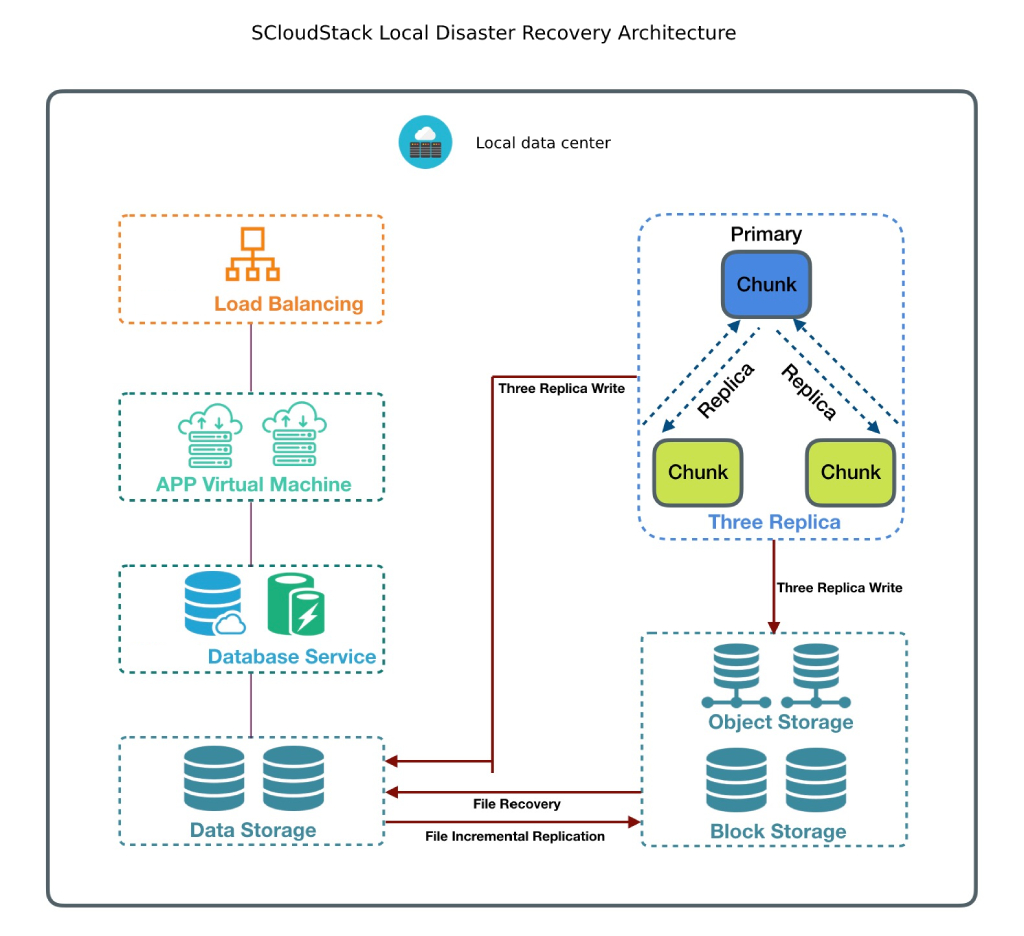 SCloudStack Local Disaster Recovery Architecture
Local data center
Load Balancing
APP Virtual Machine
Database Service
Data Storage
Three Replica Write
Primary
Chunk
Replica
Replica
Chunk
Chunk
Three Replica
Three Replica Write
Object Storage
Block Storage
File Recovery
File Incremental Replication